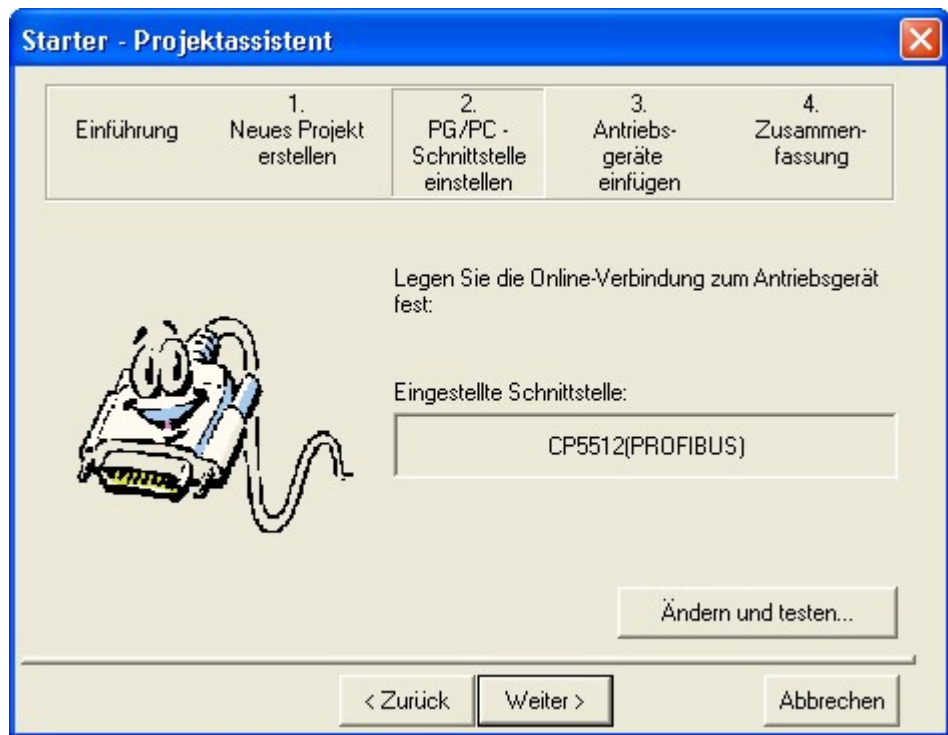 Starter - Projektassistent
Einführung
1.
Neues Projekt
erstellen
2.
PG/PC -
Schnittstelle
einstellen
3.
Antriebs-
geräte
einfügen
4.
Zusammen-
fassung
Legen Sie die Online-Verbindung zum Antriebsgerät
fest:
Eingestellte Schnittstelle:
CP5512(PROFIBUS)
Ändern und testen...
< Zurück
Weiter >
Abbrechen